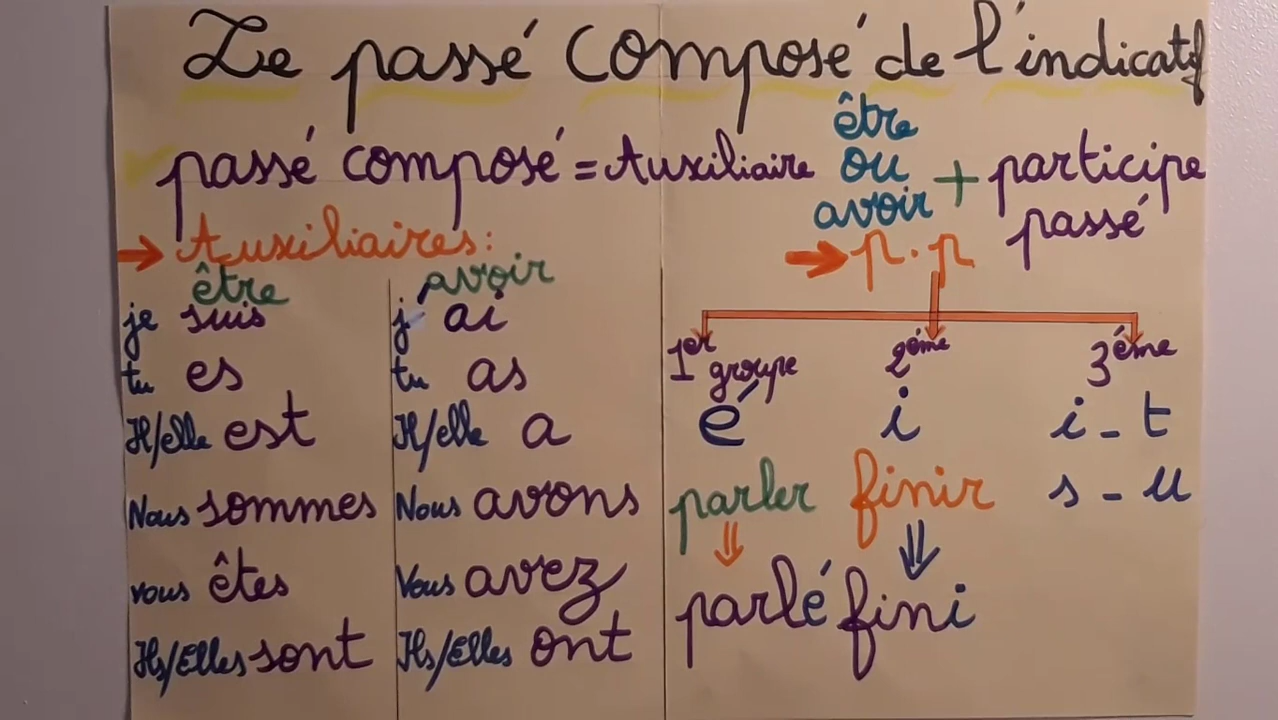 Le passé composé de l'indicatif
passé composé = Auxiliaire être ou avoir + participe passé
→ Auxiliaires:
être
je suis
tu es
Il/elle est
Nous sommes
vous êtes
Ils/Elles sont
avoir
j' ai
tu as
Il/elle a
Nous avons
Vous avez
Ils/Elles ont
→ p.p
1er groupe 2ème 3ème
é i i - t
s - u
parler finir
parlé fini